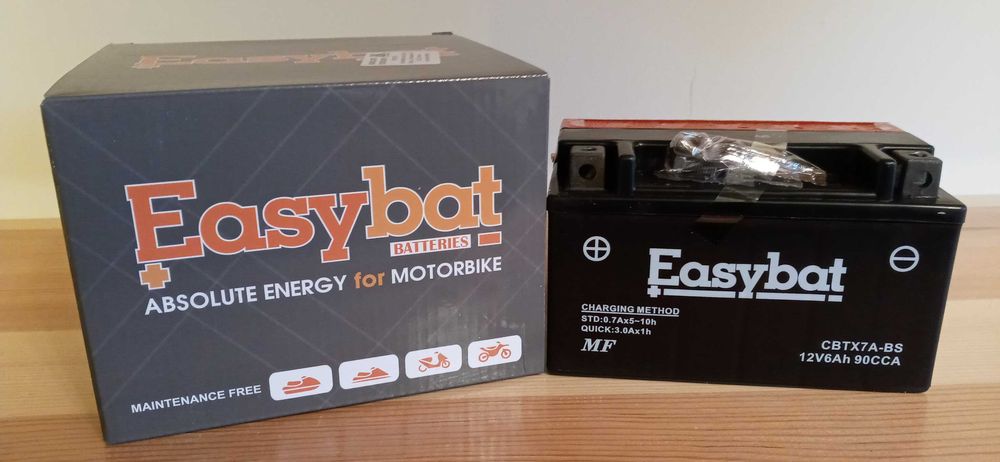 Easybat
Easybat
BATTERIES
ABSOLUTE ENERGY for MOTORBIKE
MAINTENANCE FREE
Easybat
CHARGING METHOD
STD:0.7Ax5~10h
QUICK:3.0Ax1h
MF
CBTX7A-BS
12V6Ah 90CCA